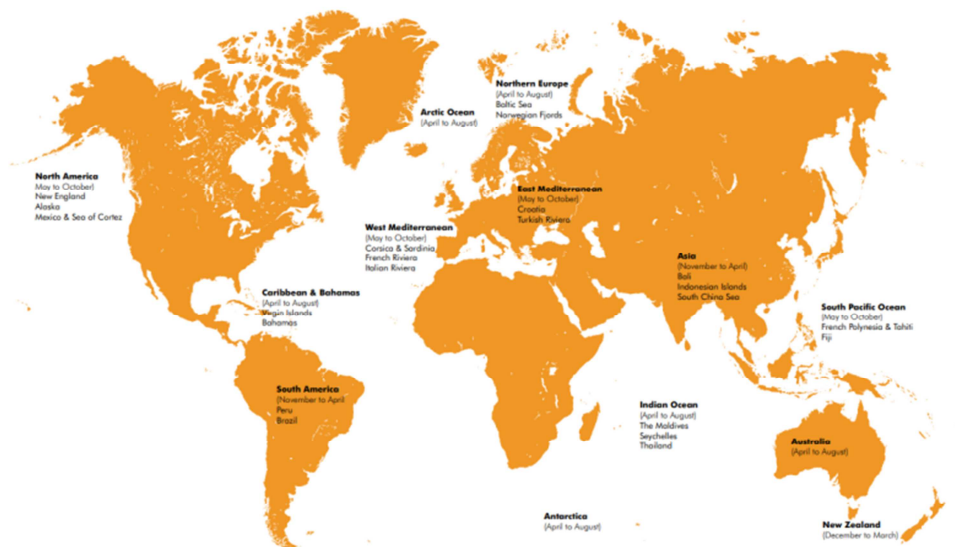 Northern Europe
(April to August)
Baltic Sea
Norwegian Fjords
Arctic Ocean
(April to August)
North America
May to October)
New England
Alaska
Mexico & Sea of Cortez
East Mediterranean
(May to October)
Croatia
Turkish Riviera
West Mediterranean
(May to October)
Corsica & Sardinia
French Riviera
Italian Riviera
Asia
(November to April)
Bali
Indonesian Islands
South China Sea
Caribbean & Bahamas
(April to August)
Virgin Islands
Bahamas
South Pacific Ocean
(May to October)
French Polynesia & Tahiti
Fiji
South America
(November to April
Peru
Brazil
Indian Ocean
(April to August)
The Maldives
Seychelles
Thailand
Australia
(April to August)
Antarctica
(April to August)
New Zealand
(December to March)